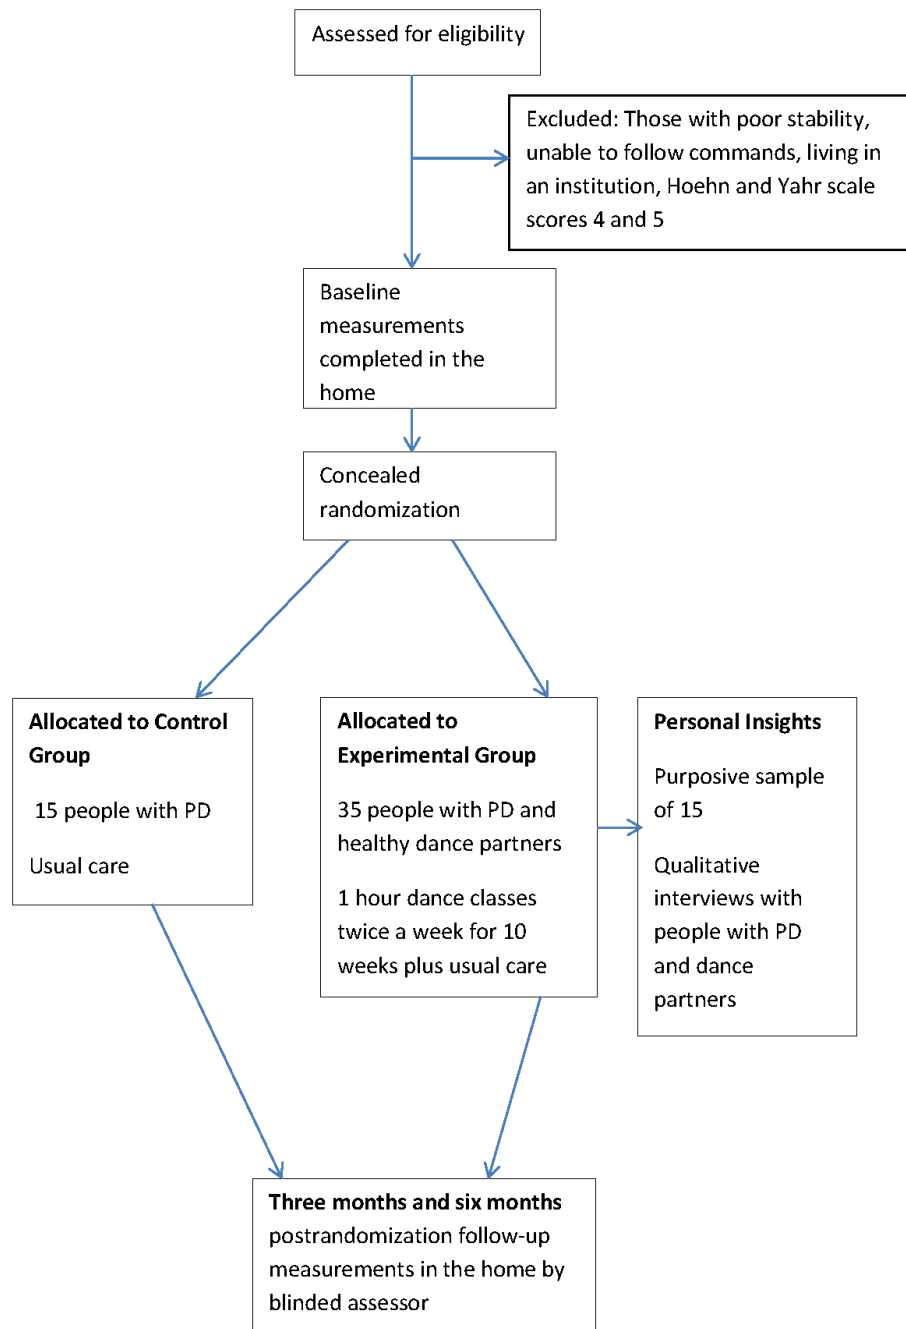 Assessed for eligibility
Excluded: Those with poor stability,
unable to follow commands, living in
an institution, Hoehn and Yahr scale
scores 4 and 5
Baseline
measurements
completed in the
home
Concealed
randomization
Allocated to Control
Group
15 people with PD
Usual care
Allocated to
Experimental Group
35 people with PD and
healthy dance partners
1 hour dance classes
twice a week for 10
weeks plus usual care
Personal Insights
Purposive sample
of 15
Qualitative
interviews with
people with PD
and dance
partners
Three months and six months
postrandomization follow-up
measurements in the home by
blinded assessor